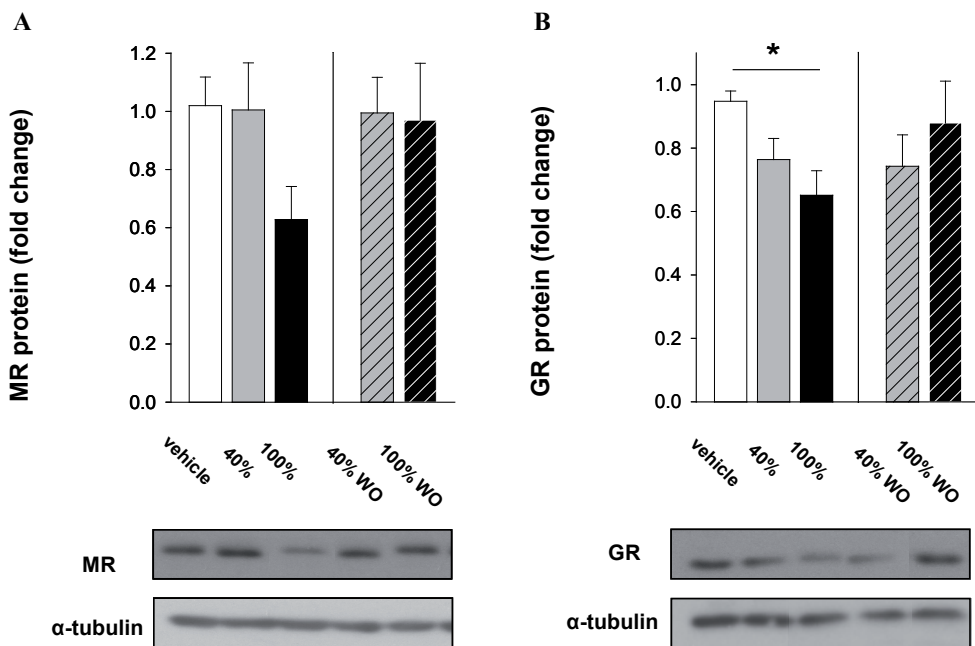 A
MR protein (fold change)
1.2
1.0
0.8
0.6
0.4
0.2
0.0
vehicle
40%
100%
40% WO
100% WO
MR
α-tubulin
B
GR protein (fold change)
*
1.0
0.8
0.6
0.4
0.2
0.0
vehicle
40%
100%
40% WO
100% WO
GR
α-tubulin